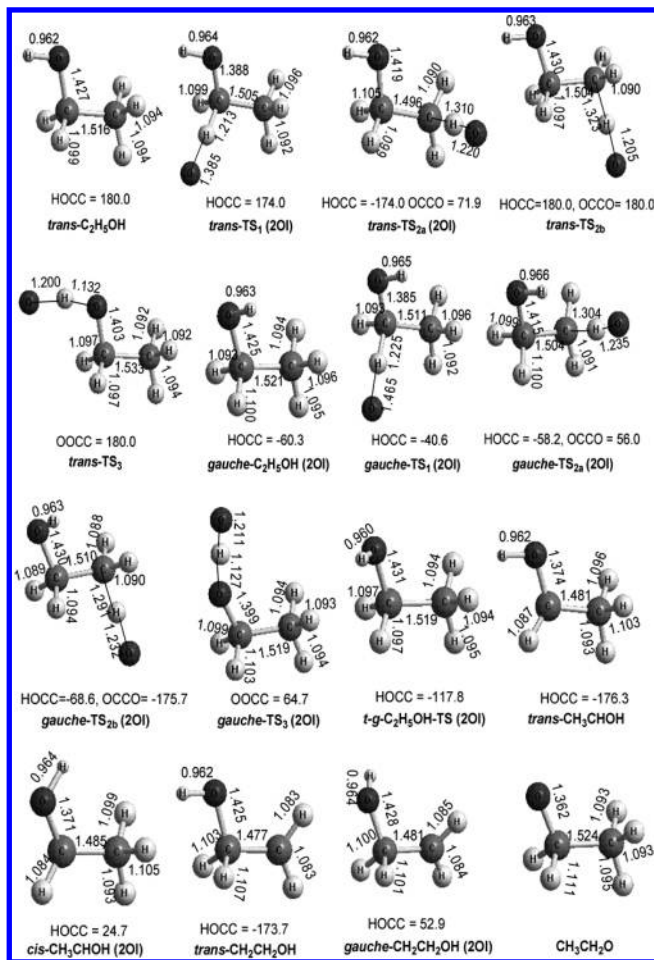 0.962 H O 1.427 H C 1.516 C H H H H 1.094 1.099 1.094
HOCC = 180.0
trans-C₂H₅OH
0.964 H O 1.388 1.096 1.099 H C 1.505 C H H H H 1.213 1.092 1.385 O
HOCC = 174.0
trans-TS₁ (2OI)
0.962 H O 1.419 1.090 1.105 H C 1.496 C H 1.310 H O H H 1.099 1.220
HOCC = -174.0 OCCO = 71.9
trans-TS₂ₐ (2OI)
0.963 H O 1.430 H C 1.504 C H H 1.090 H 1.097 1.323 H 1.205 O
HOCC=180.0, OCCO= 180.0
trans-TS₂b
1.200 O H 1.132 O 1.403 1.092 H 1.097 H C 1.533 C H H 1.092 H H 1.097 1.094
OOCC = 180.0
trans-TS₃
0.963 O H 1.425 1.094 H 1.092 H C 1.521 C H H H 1.096 1.100 1.095
HOCC = -60.3
gauche-C₂H₅OH (2OI)
0.965 O H 1.385 1.093 H C 1.511 C H H 1.096 H H 1.225 1.092 1.465 O
HOCC = -40.6
gauche-TS₁ (2OI)
0.966 O H 1.415 H 1.099 H C 1.504 C 1.304 H O H H 1.091 1.235 1.100
HOCC = -58.2, OCCO = 56.0
gauche-TS₂ₐ (2OI)
0.963 O H 1.430 1.088 H 1.089 H C 1.510 C H 1.090 H 1.094 H 1.232 O
HOCC=-68.6, OCCO= -175.7
gauche-TS₂b (2OI)
O 1.211 H 1.127 O 1.399 1.094 H 1.099 H C 1.519 C H 1.093 H H 1.103 1.094
OOCC = 64.7
gauche-TS₃ (2OI)
0.960 O H 1.431 1.094 H 1.097 H C 1.519 C H 1.094 H H 1.097 1.095
HOCC = -117.8
t-g-C₂H₅OH-TS (2OI)
0.962 H O 1.374 1.096 H C 1.481 C H 1.103 1.087 H H 1.093
HOCC = -176.3
trans-CH₃CHOH
0.964 H O 1.371 1.099 H C 1.485 C H 1.105 1.084 H H 1.093
HOCC = 24.7
cis-CH₃CHOH (2OI)
0.962 H O 1.425 1.083 H 1.103 H C 1.477 C H 1.107 H 1.083
HOCC = -173.7
trans-CH₂CH₂OH
H 0.964 O 1.428 1.085 H 1.100 H C 1.481 C H 1.101 H 1.084
HOCC = 52.9
gauche-CH₂CH₂OH (2OI)
O 1.362 1.093 H H C 1.524 C H 1.093 H H 1.111 1.095
CH₃CH₂O